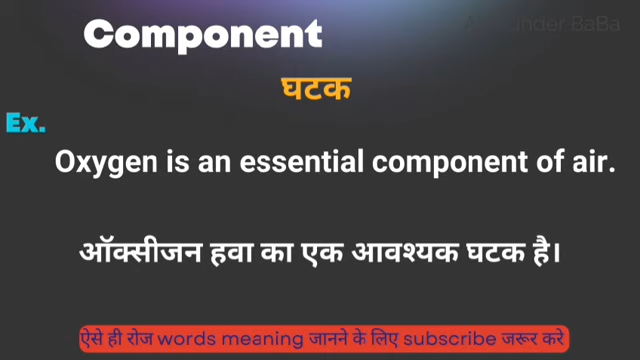 Component
घटक
Ex.
Oxygen is an essential component of air.
ऑक्सीजन हवा का एक आवश्यक घटक है।
ऐसे ही रोज words meaning जानने के लिए subscribe जरूर करे